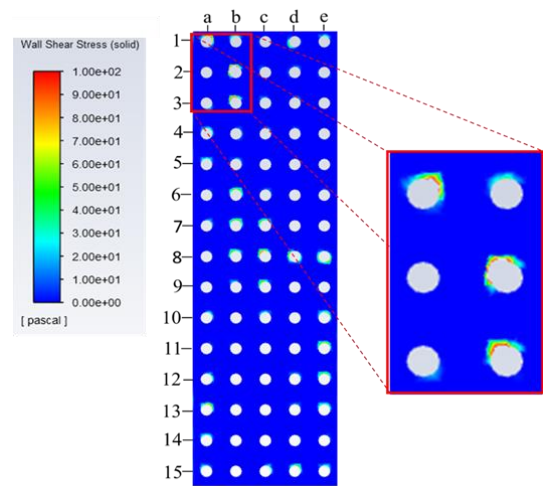 Wall Shear Stress (solid)
1.00e+02
9.00e+01
8.00e+01
7.00e+01
6.00e+01
5.00e+01
4.00e+01
3.00e+01
2.00e+01
1.00e+01
0.00e+00
[ pascal ]
a b c d e
1
2
3
4
5
6
7
8
9
10
11
12
13
14
15